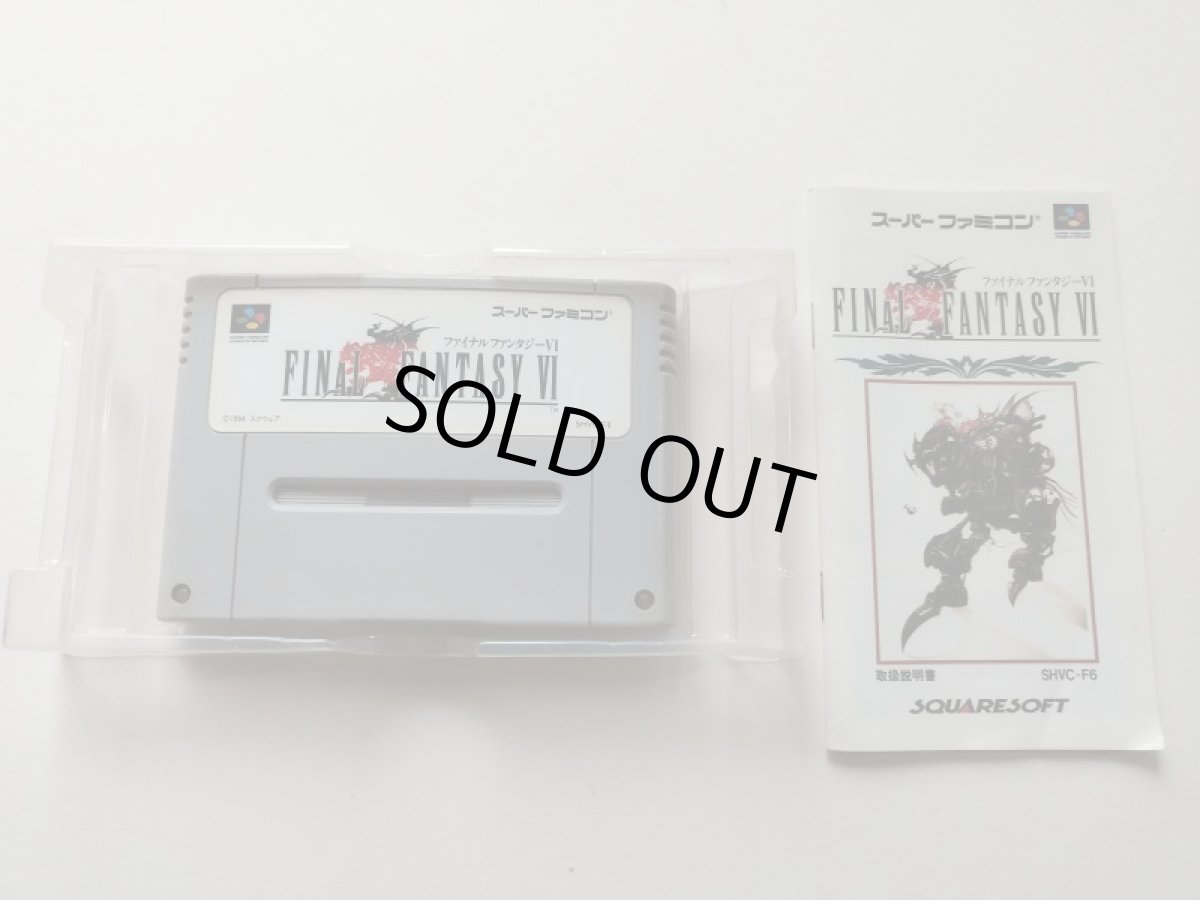 スーパーファミコン
ファイナルファンタジーVI
FINAL FANTASY VI
TM
©1994 スクウェア
SOLD OUT
スーパーファミコン®
ファイナルファンタジーVI
FINAL FANTASY VI
取扱説明書
SHVC-F6
SQUARESOFT